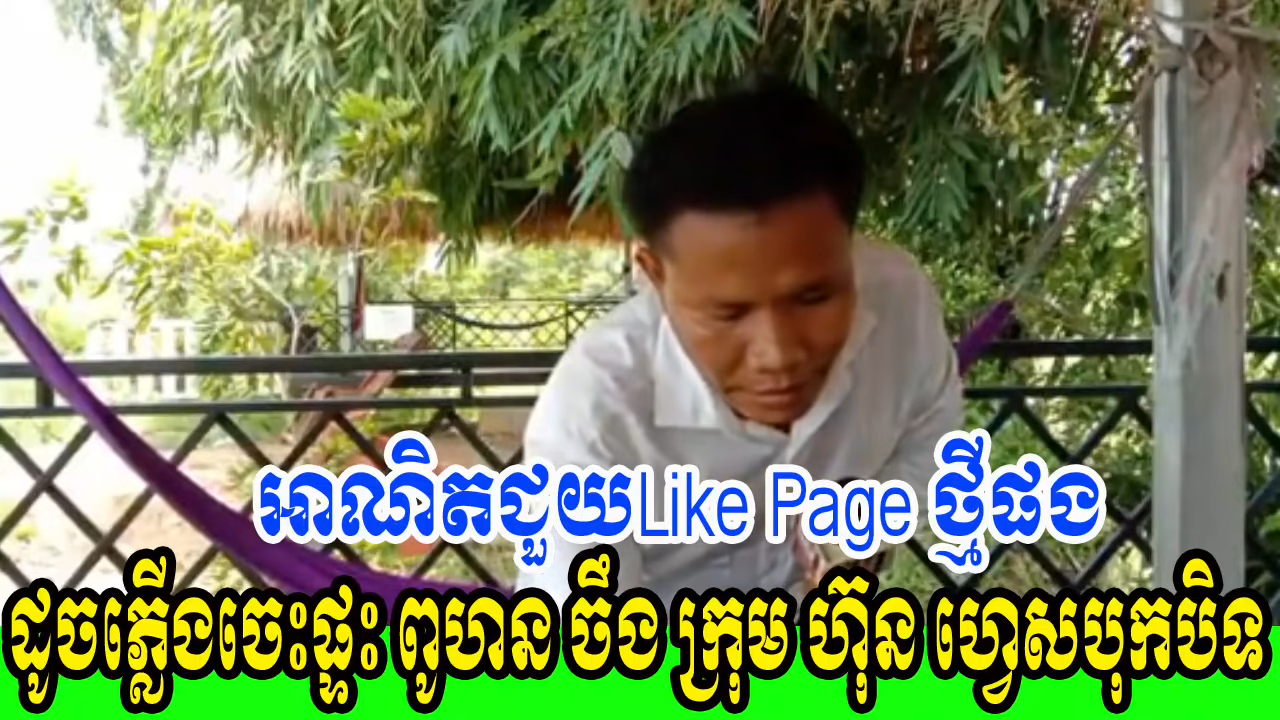 អាណិតជួយLike Page ថ្មីផង
ដូចភ្លើងចេះផ្ទះ ពូហាន ចឹង ក្រុម ហ៊ុន ហ្វេសបុកបិទ